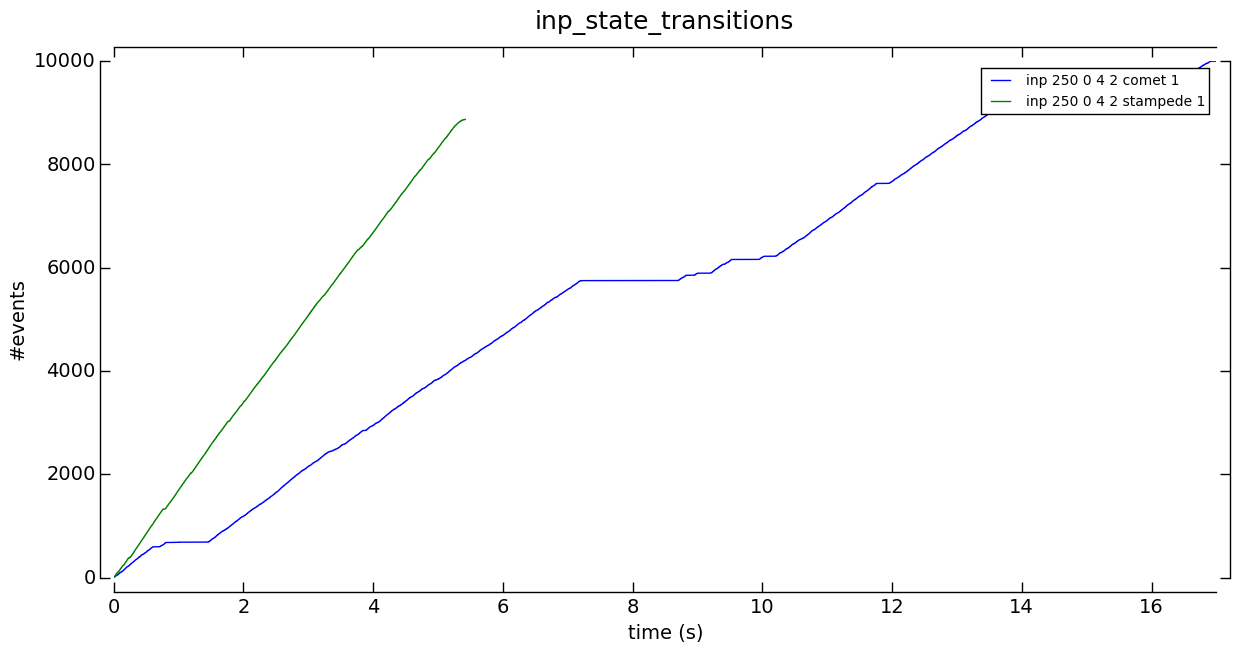 inp_state_transitions
10000
8000
6000
4000
2000
0
#events
inp 250 0 4 2 comet 1
inp 250 0 4 2 stampede 1
0 2 4 6 8 10 12 14 16
time (s)